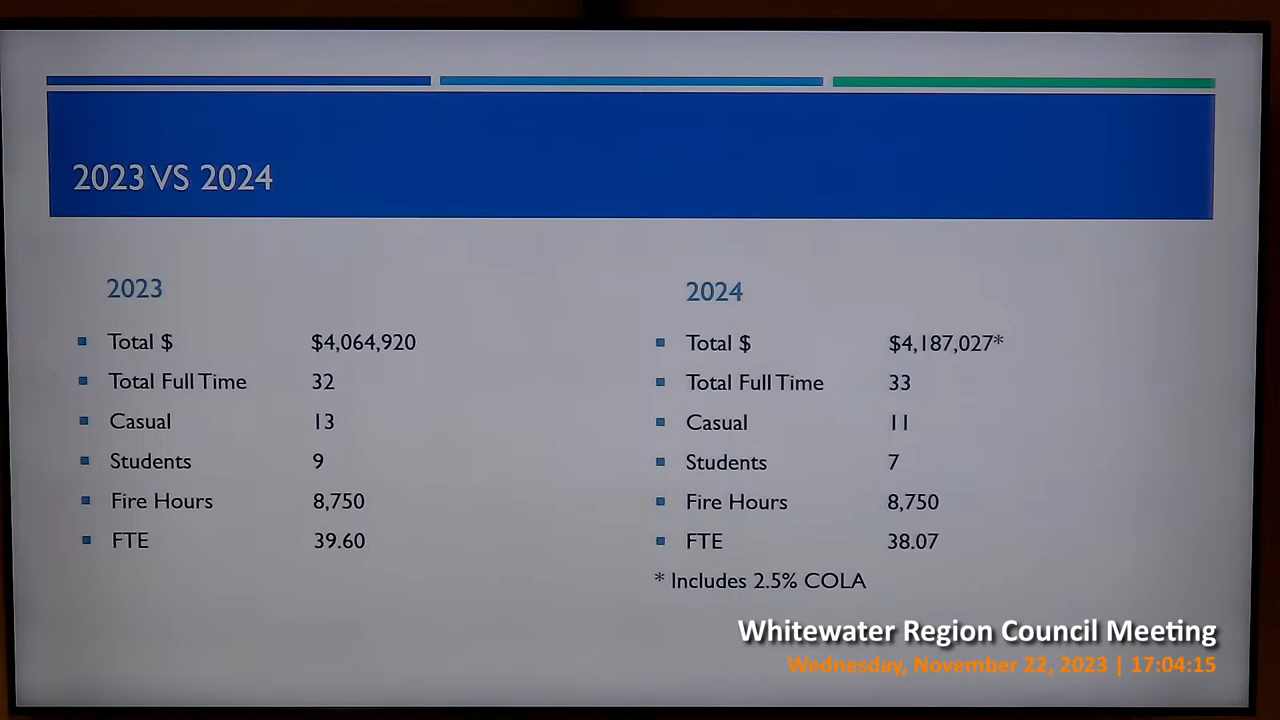 2023 VS 2024
2023
Total $ $4,064,920
Total Full Time 32
Casual 13
Students 9
Fire Hours 8,750
FTE 39.60
2024
Total $ $4,187,027*
Total Full Time 33
Casual 11
Students 7
Fire Hours 8,750
FTE 38.07
* Includes 2.5% COLA
Whitewater Region Council Meeting
Wednesday, November 22, 2023 | 17:04:15